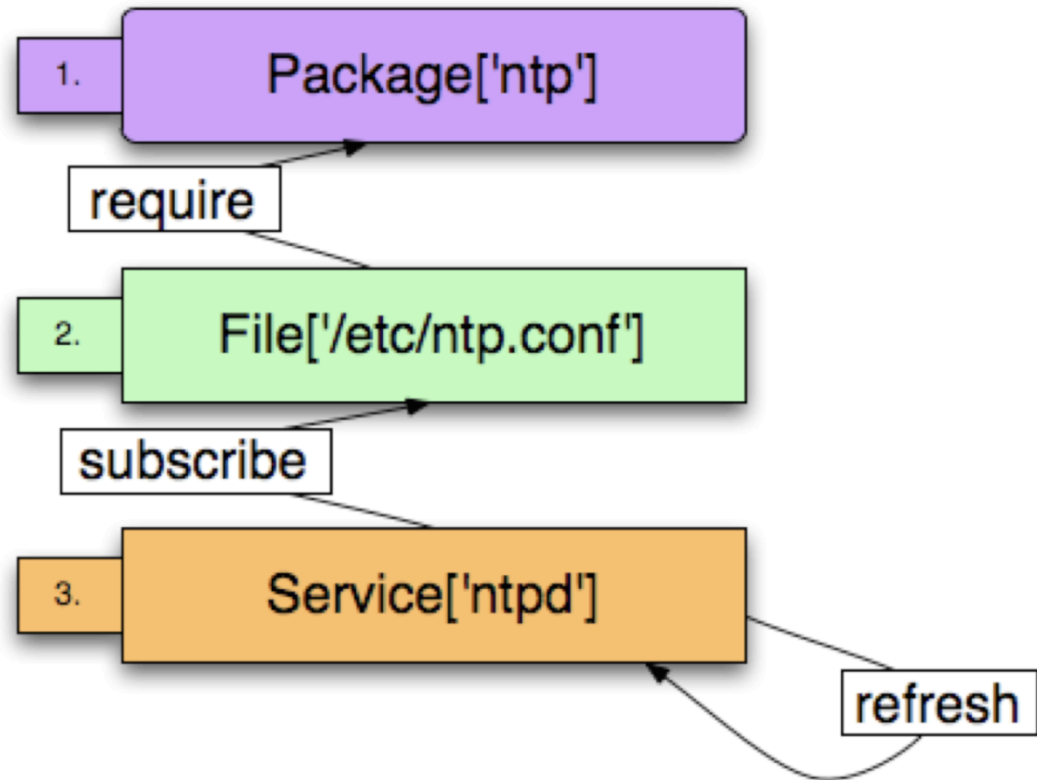 1.
Package['ntp']
require
2.
File['/etc/ntp.conf']
subscribe
3.
Service['ntpd']
refresh